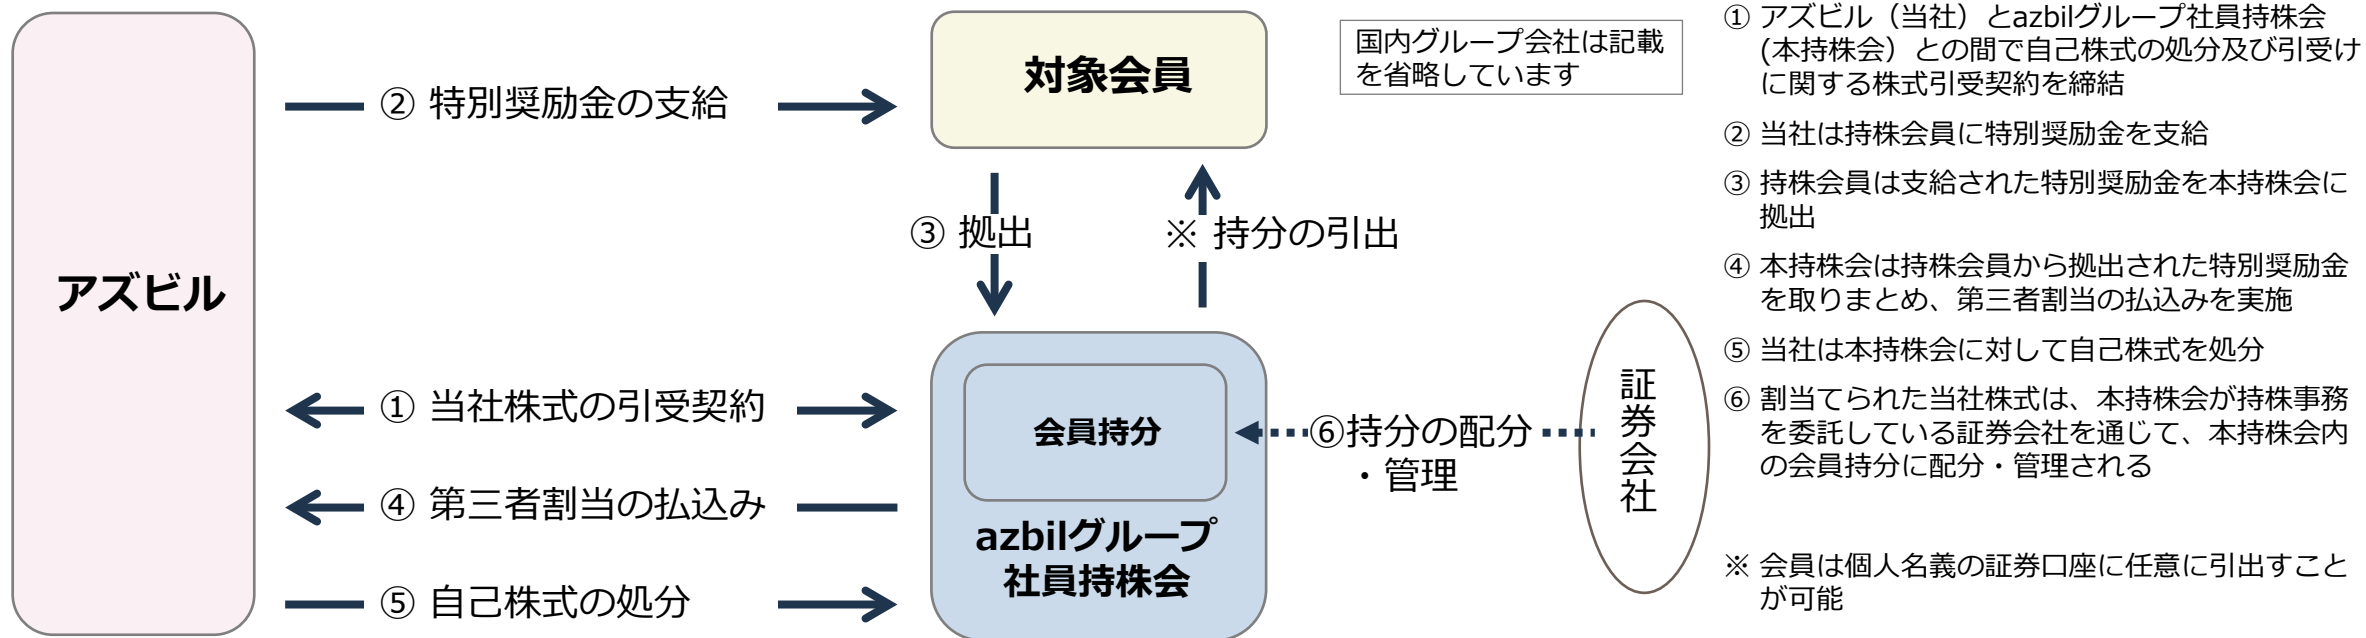 アズビル
② 特別奨励金の支給
対象会員
国内グループ会社は記載
を省略しています
③ 拠出
※ 持分の引出
① 当社株式の引受契約
④ 第三者割当の払込み
⑤ 自己株式の処分
会員持分
azbilグループ
社員持株会
⑥持分の配分
・管理
証券会社
① アズビル（当社）とazbilグループ社員持株会
(本持株会）との間で自己株式の処分及び引受け
に関する株式引受契約を締結
② 当社は持株会員に特別奨励金を支給
③ 持株会員は支給された特別奨励金を本持株会に
拠出
④ 本持株会は持株会員から拠出された特別奨励金
を取りまとめ、第三者割当の払込みを実施
⑤ 当社は本持株会に対して自己株式を処分
⑥ 割当てられた当社株式は、本持株会が持株事務
を委託している証券会社を通じて、本持株会内
の会員持分に配分・管理される
※ 会員は個人名義の証券口座に任意に引出すこと
が可能